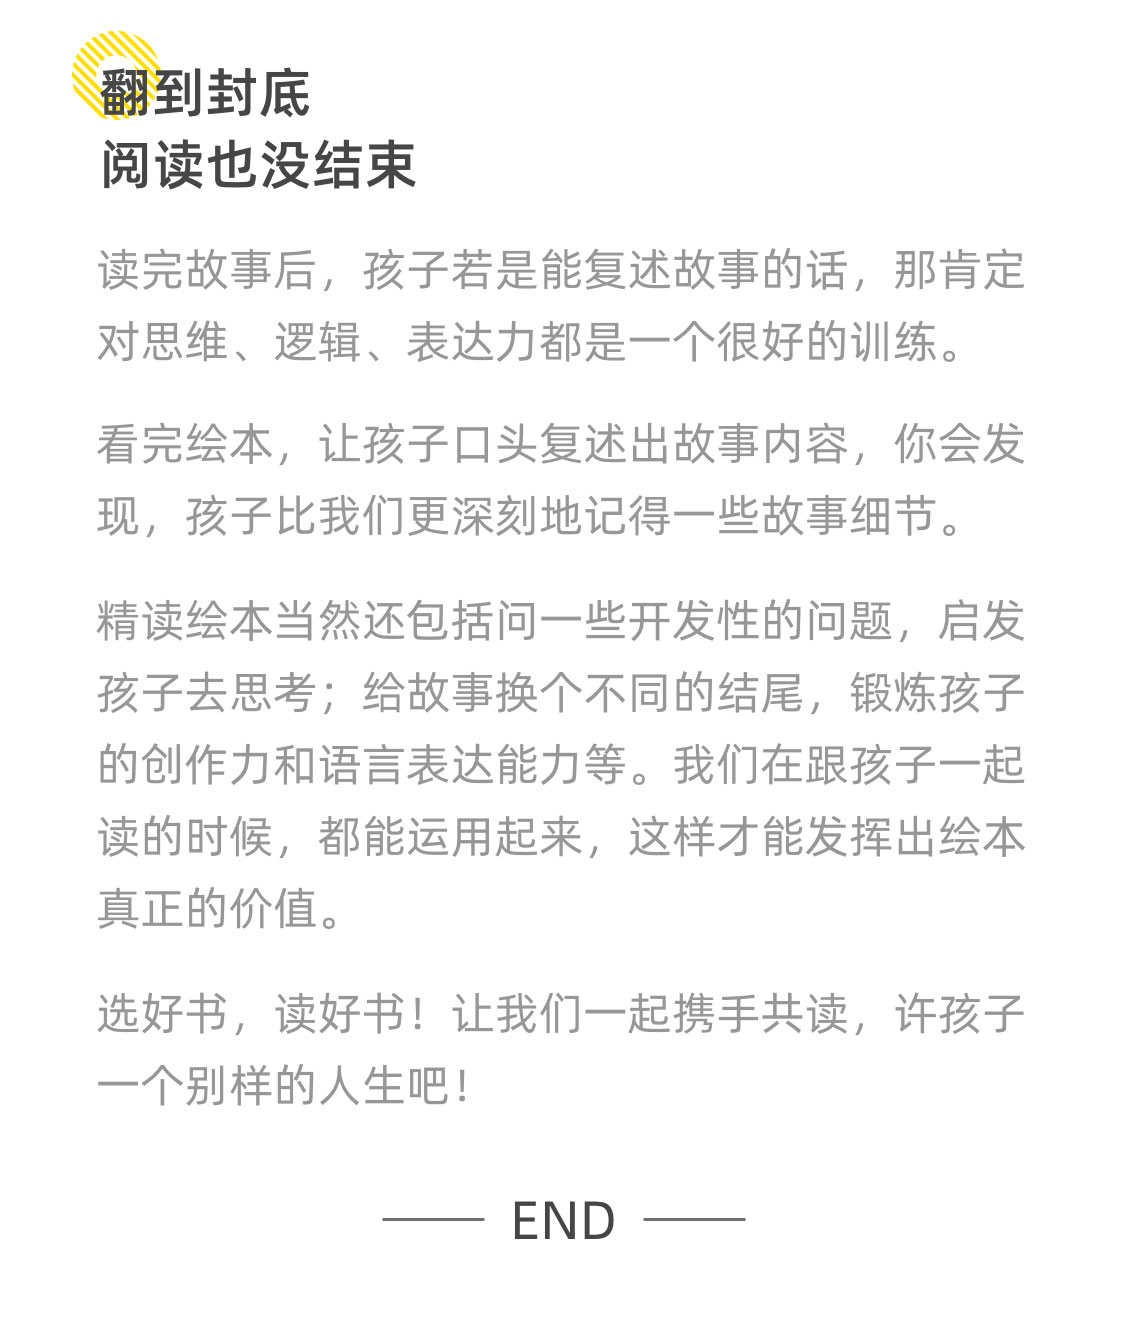 翻到封底
阅读也没结束
读完故事后，孩子若是能复述故事的话，那肯定
对思维、逻辑、表达力都是一个很好的训练。
看完绘本，让孩子口头复述出故事内容，你会发
现，孩子比我们更深刻地记得一些故事细节。
精读绘本当然还包括问一些开发性的问题，启发
孩子去思考；给故事换个不同的结尾，锻炼孩子
的创作力和语言表达能力等。我们在跟孩子一起
读的时候，都能运用起来，这样才能发挥出绘本
真正的价值。
选好书，读好书！让我们一起携手共读，许孩子
一个别样的人生吧！
END